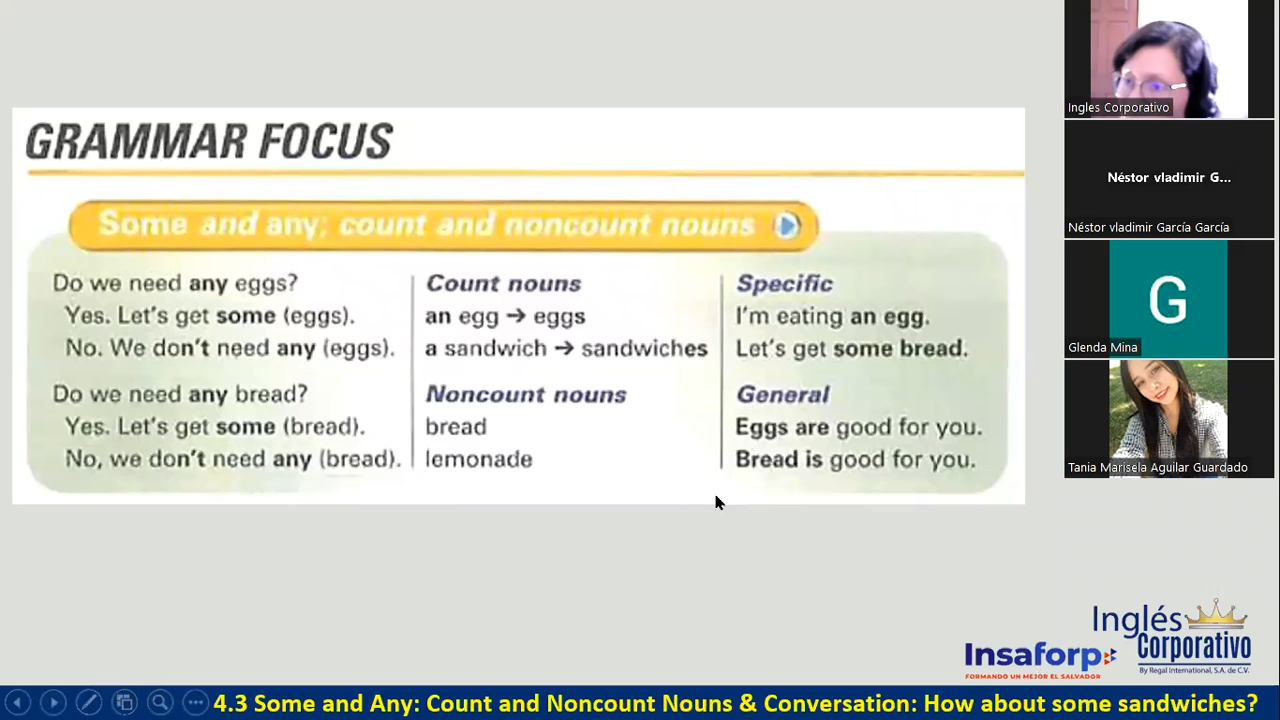 GRAMMAR FOCUS
Some and any; count and noncount nouns
Do we need any eggs?
Yes. Let's get some (eggs).
No. We don't need any (eggs).
Do we need any bread?
Yes. Let's get some (bread).
No, we don't need any (bread).
Count nouns
an egg → eggs
a sandwich → sandwiches
Noncount nouns
bread
lemonade
Specific
I'm eating an egg.
Let's get some bread.
General
Eggs are good for you.
Bread is good for you.
Ingles Corporativo
Néstor vladimir G...
Néstor vladimir García García
G
Glenda Mina
Tania Marisela Aguilar Guardado
Inglés
Corporativo
By Regal International, S.A. de C.V.
Insaforp
FORMANDO UN MEJOR EL SALVADOR
4.3 Some and Any: Count and Noncount Nouns & Conversation: How about some sandwiches?